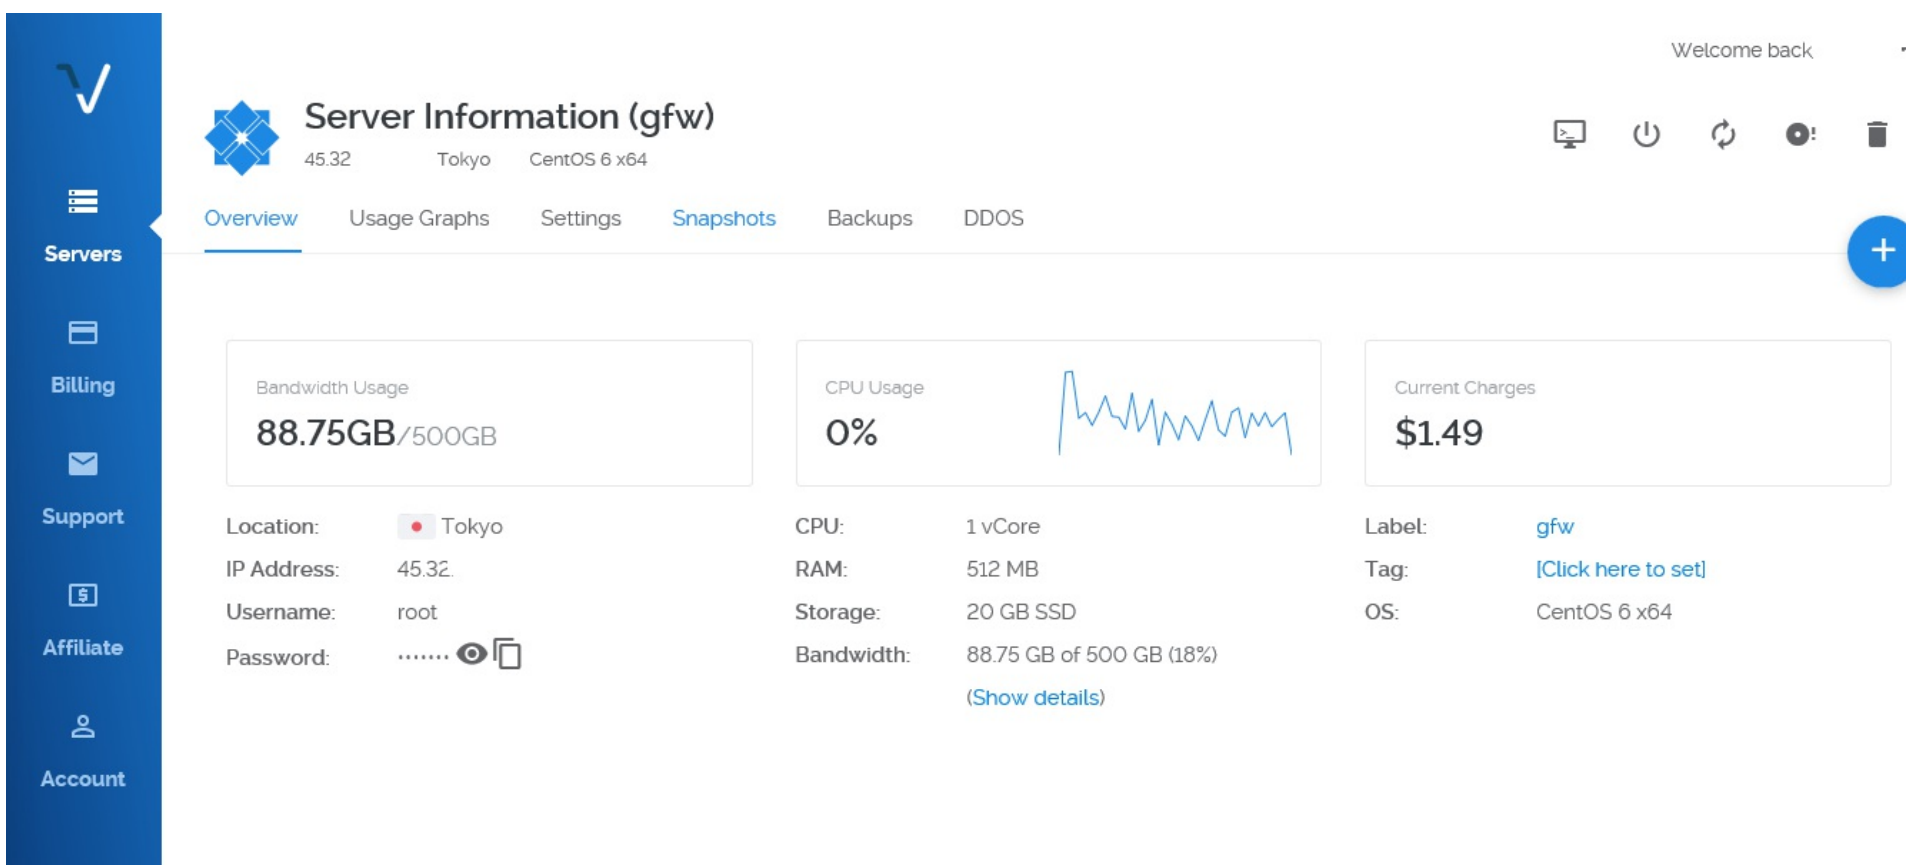 Welcome back
Server Information (gfw)
45.32 Tokyo CentOS 6 x64
Overview Usage Graphs Settings Snapshots Backups DDOS
Servers
Billing
Support
Affiliate
Account
Bandwidth Usage
88.75GB/500GB
CPU Usage
0%
Current Charges
$1.49
Location: Tokyo
IP Address: 45.32.
Username: root
Password: ·······
CPU: 1 vCore
RAM: 512 MB
Storage: 20 GB SSD
Bandwidth: 88.75 GB of 500 GB (18%)
(Show details)
Label: gfw
Tag: [Click here to set]
OS: CentOS 6 x64